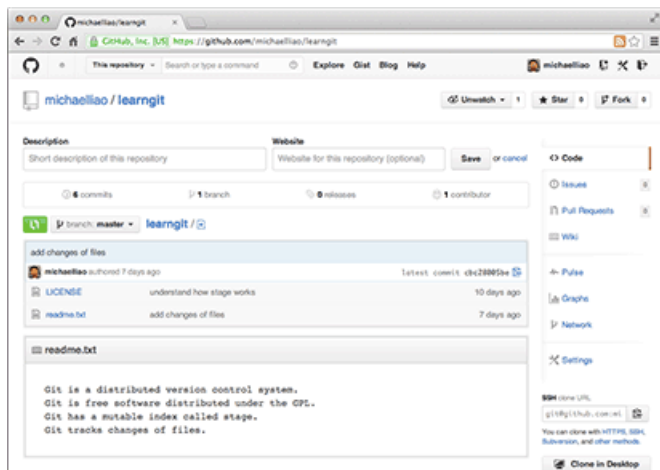 michaelliao/learngit
GitHub, Inc. [US] https://github.com/michaelliao/learngit
This repository Search or type a command Explore Gist Blog Help michaelliao
michaelliao / learngit Unwatch 1 Star 0 Fork 0
Description Website
Short description of this repository Website for this repository (optional) Save or cancel
6 commits 1 branch 0 releases 1 contributor
branch: master learngit /
add changes of files
michaelliao authored 7 days ago latest commit cbc28005be
LICENSE understand how stage works 10 days ago
readme.txt add changes of files 7 days ago
readme.txt
Git is a distributed version control system.
Git is free software distributed under the GPL.
Git has a mutable index called stage.
Git tracks changes of files.
Code
Issues 0
Pull Requests 0
Wiki
Pulse
Graphs
Network
Settings
SSH clone URL
git@github.com:mi
You can clone with HTTPS, SSH,
Subversion, and other methods.
Clone in Desktop